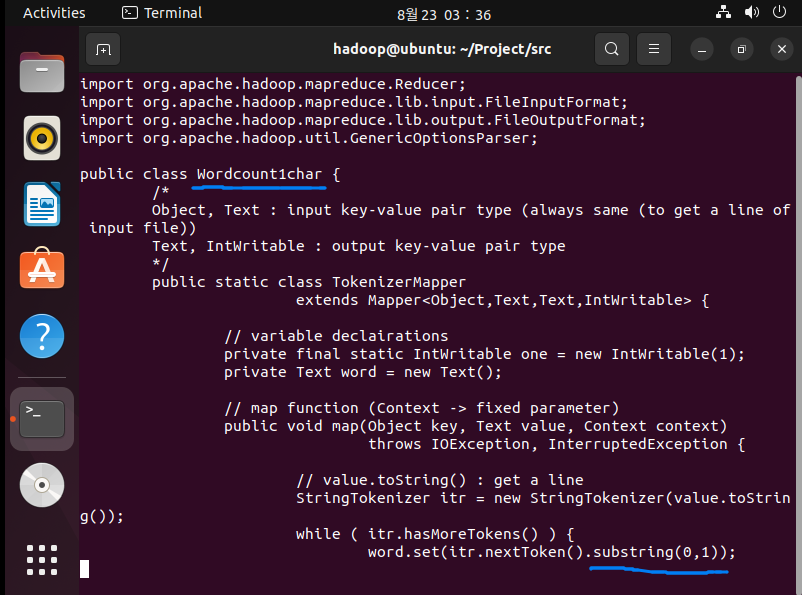 Activities
Terminal
8월 23 03 : 36
hadoop@ubuntu: ~/Project/src
import org.apache.hadoop.mapreduce.Reducer;
import org.apache.hadoop.mapreduce.lib.input.FileInputFormat;
import org.apache.hadoop.mapreduce.lib.output.FileOutputFormat;
import org.apache.hadoop.util.GenericOptionsParser;
public class Wordcount1char {
/*
Object, Text : input key-value pair type (always same (to get a line of
input file))
Text, IntWritable : output key-value pair type
*/
public static class TokenizerMapper
extends Mapper<Object,Text,Text,IntWritable> {
// variable declairations
private final static IntWritable one = new IntWritable(1);
private Text word = new Text();
// map function (Context -> fixed parameter)
public void map(Object key, Text value, Context context)
throws IOException, InterruptedException {
// value.toString() : get a line
StringTokenizer itr = new StringTokenizer(value.toStrin
g());
while ( itr.hasMoreTokens() ) {
word.set(itr.nextToken().substring(0,1));